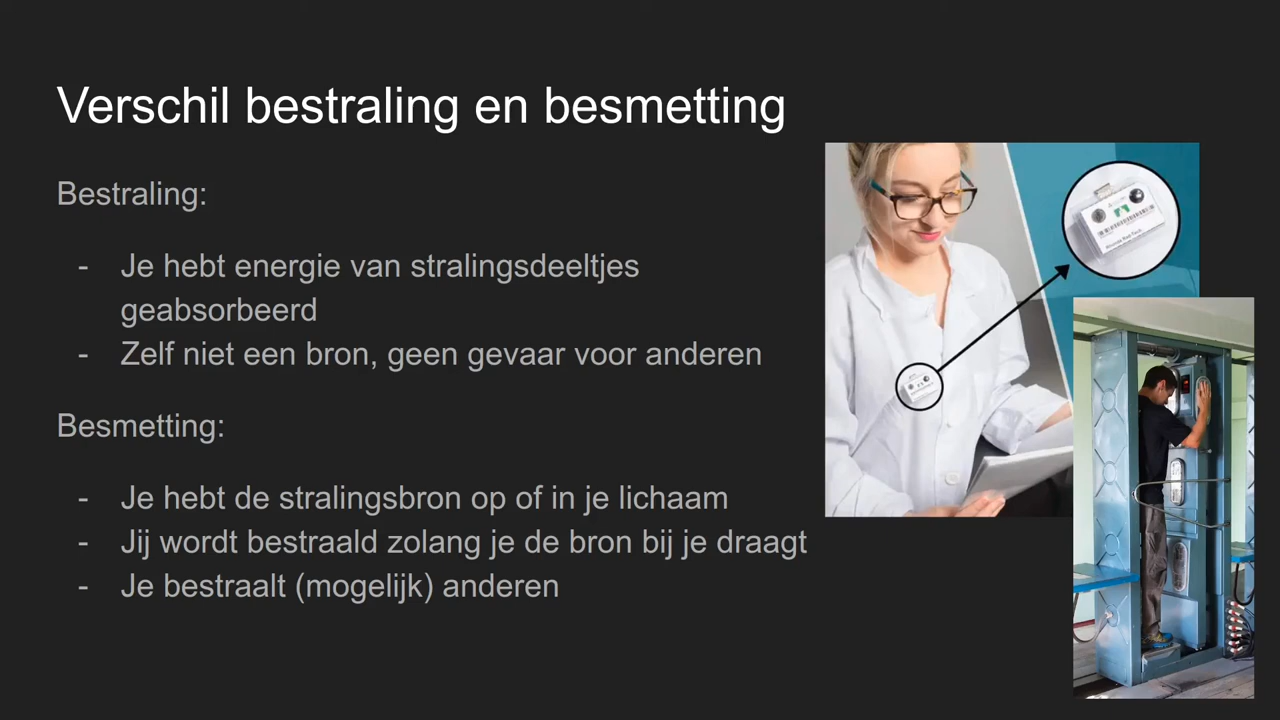 Verschil bestraling en besmetting
Bestraling:
- Je hebt energie van stralingsdeeltjes
geabsorbeerd
- Zelf niet een bron, geen gevaar voor anderen
Besmetting:
- Je hebt de stralingsbron op of in je lichaam
- Jij wordt bestraald zolang je de bron bij je draagt
- Je bestraalt (mogelijk) anderen